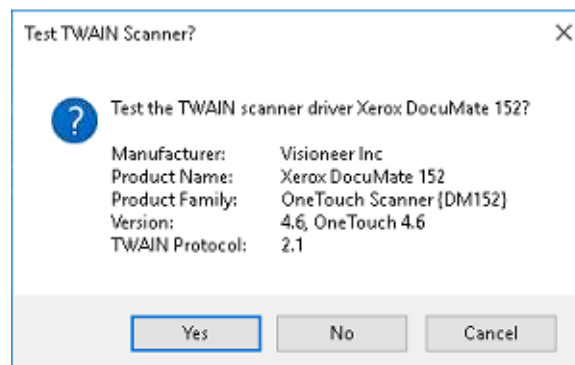 Test TWAIN Scanner?
?
Test the TWAIN scanner driver Xerox DocuMate 152?
Manufacturer: Visioneer Inc
Product Name: Xerox DocuMate 152
Product Family: OneTouch Scanner {DM152}
Version: 4.6, OneTouch 4.6
TWAIN Protocol: 2.1
Yes No Cancel